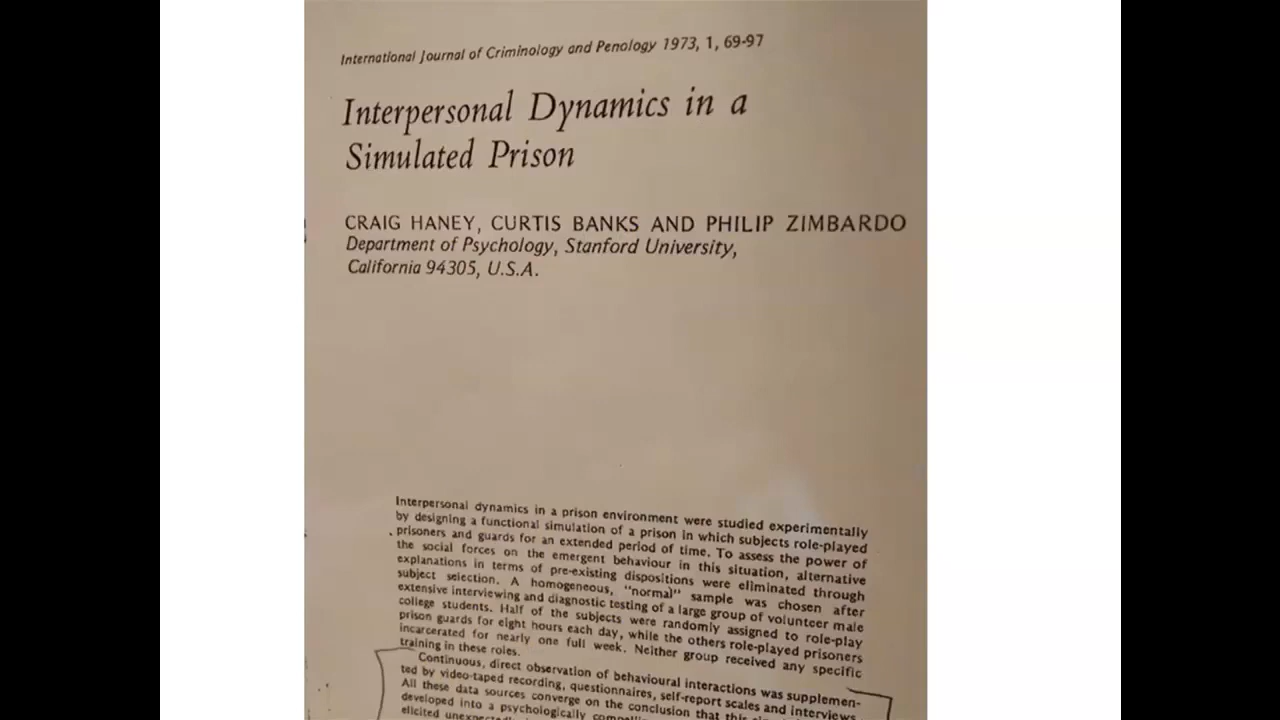 International Journal of Criminology and Penology 1973, 1, 69-97
Interpersonal Dynamics in a
Simulated Prison
CRAIG HANEY, CURTIS BANKS AND PHILIP ZIMBARDO
Department of Psychology, Stanford University,
California 94305, U.S.A.
Interpersonal dynamics in a prison environment were studied experimentally
by designing a functional simulation of a prison in which subjects role-played
prisoners and guards for an extended period of time. To assess the power of
the social forces on the emergent behaviour in this situation, alternative
explanations in terms of pre-existing dispositions were eliminated through
subject selection. A homogeneous, "normal" sample was chosen after
extensive interviewing and diagnostic testing of a large group of volunteer male
college students. Half of the subjects were randomly assigned to role-play
prison guards for eight hours each day, while the others role-played prisoners
incarcerated for nearly one full week. Neither group received any specific
training in these roles.
Continuous, direct observation of behavioural interactions was supplemen-
ted by video-taped recording, questionnaires, self-report scales and interviews.
All these data sources converge on the conclusion that this
developed into a psychologically
elicited